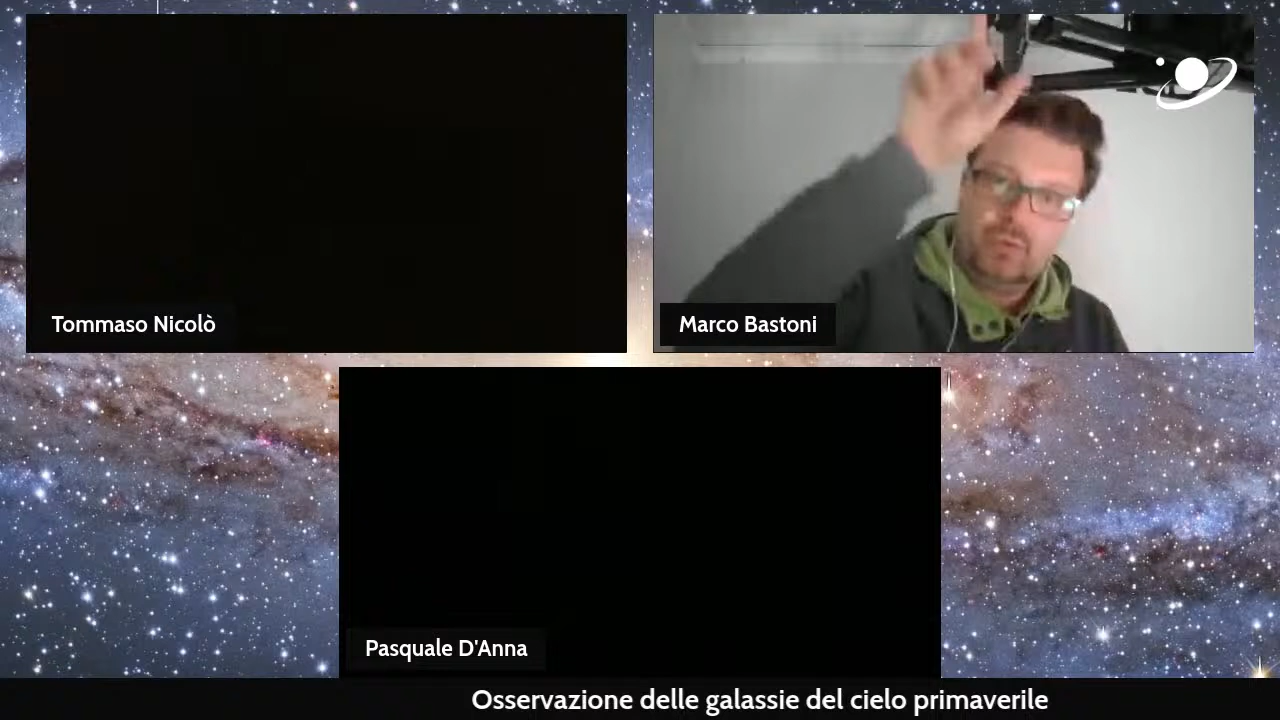 Tommaso Nicolò
Marco Bastoni
Pasquale D'Anna
Osservazione delle galassie del cielo primaverile